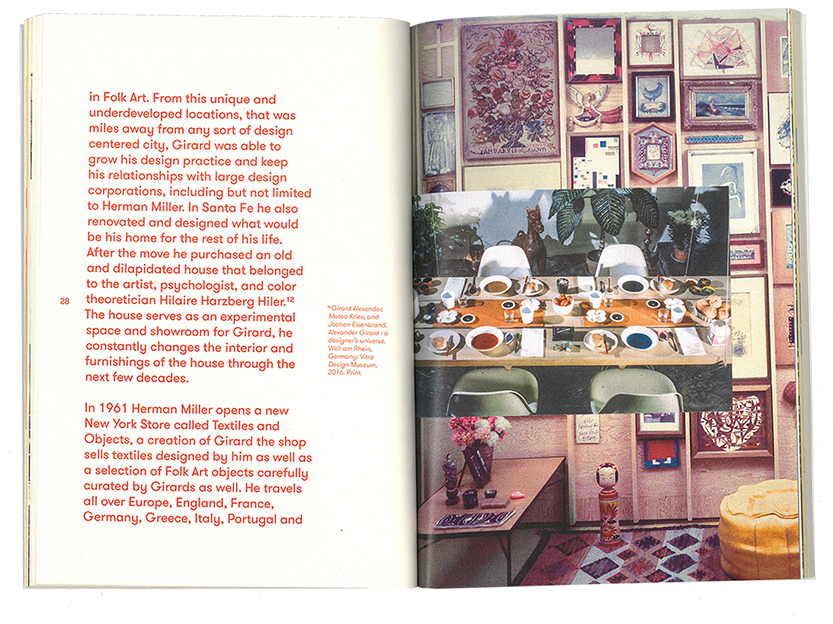 in Folk Art. From this unique and
underdeveloped locations, that was
miles away from any sort of design
centered city, Girard was able to
grow his design practice and keep
his relationships with large design
corporations, including but not limited
to Herman Miller. In Santa Fe he also
renovated and designed what would
be his home for the rest of his life.
After the move he purchased an old
and dilapidated house that belonged
to the artist, psychologist, and color
28
theoretician Hilaire Harzberg Hiler.¹²
The house serves as an experimental
space and showroom for Girard, he
constantly changes the interior and
furnishings of the house through the
next few decades.
In 1961 Herman Miller opens a new
New York Store called Textiles and
Objects, a creation of Girard the shop
sells textiles designed by him as well as
a selection of Folk Art objects carefully
curated by Girards as well. He travels
all over Europe, England, France,
Germany, Greece, Italy, Portugal and
Girard Alexander,
Mateo Kries, and
Jochen Eisenbrand.
Alexander Girard : a
designer's universe.
Weil am Rhein,
Germany: Vitra
Design Museum,
2016. Print.